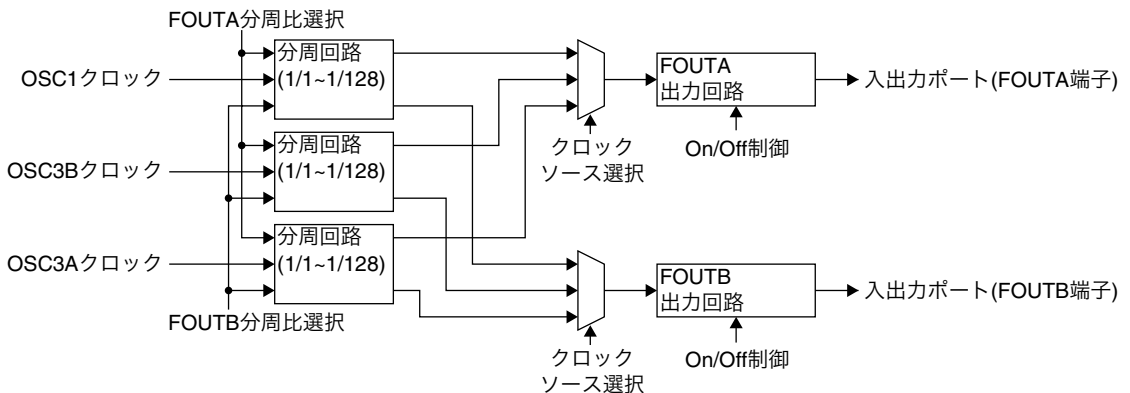 FOUTA分周比選択
OSC1クロック
分周回路
(1/1~1/128)
FOUTA
出力回路
入出力ポート(FOUTA端子)
クロック
ソース選択
On/Off制御
OSC3Bクロック
分周回路
(1/1~1/128)
OSC3Aクロック
分周回路
(1/1~1/128)
FOUTB
出力回路
入出力ポート(FOUTB端子)
FOUTB分周比選択
クロック
ソース選択
On/Off制御